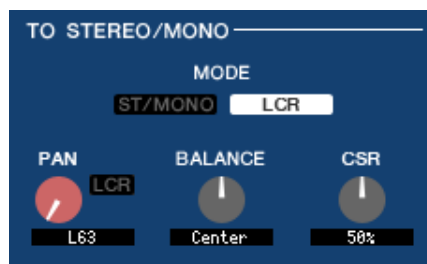 TO STEREO/MONO
MODE
ST/MONO LCR
PAN BALANCE CSR
LCR
L63 Center 50%